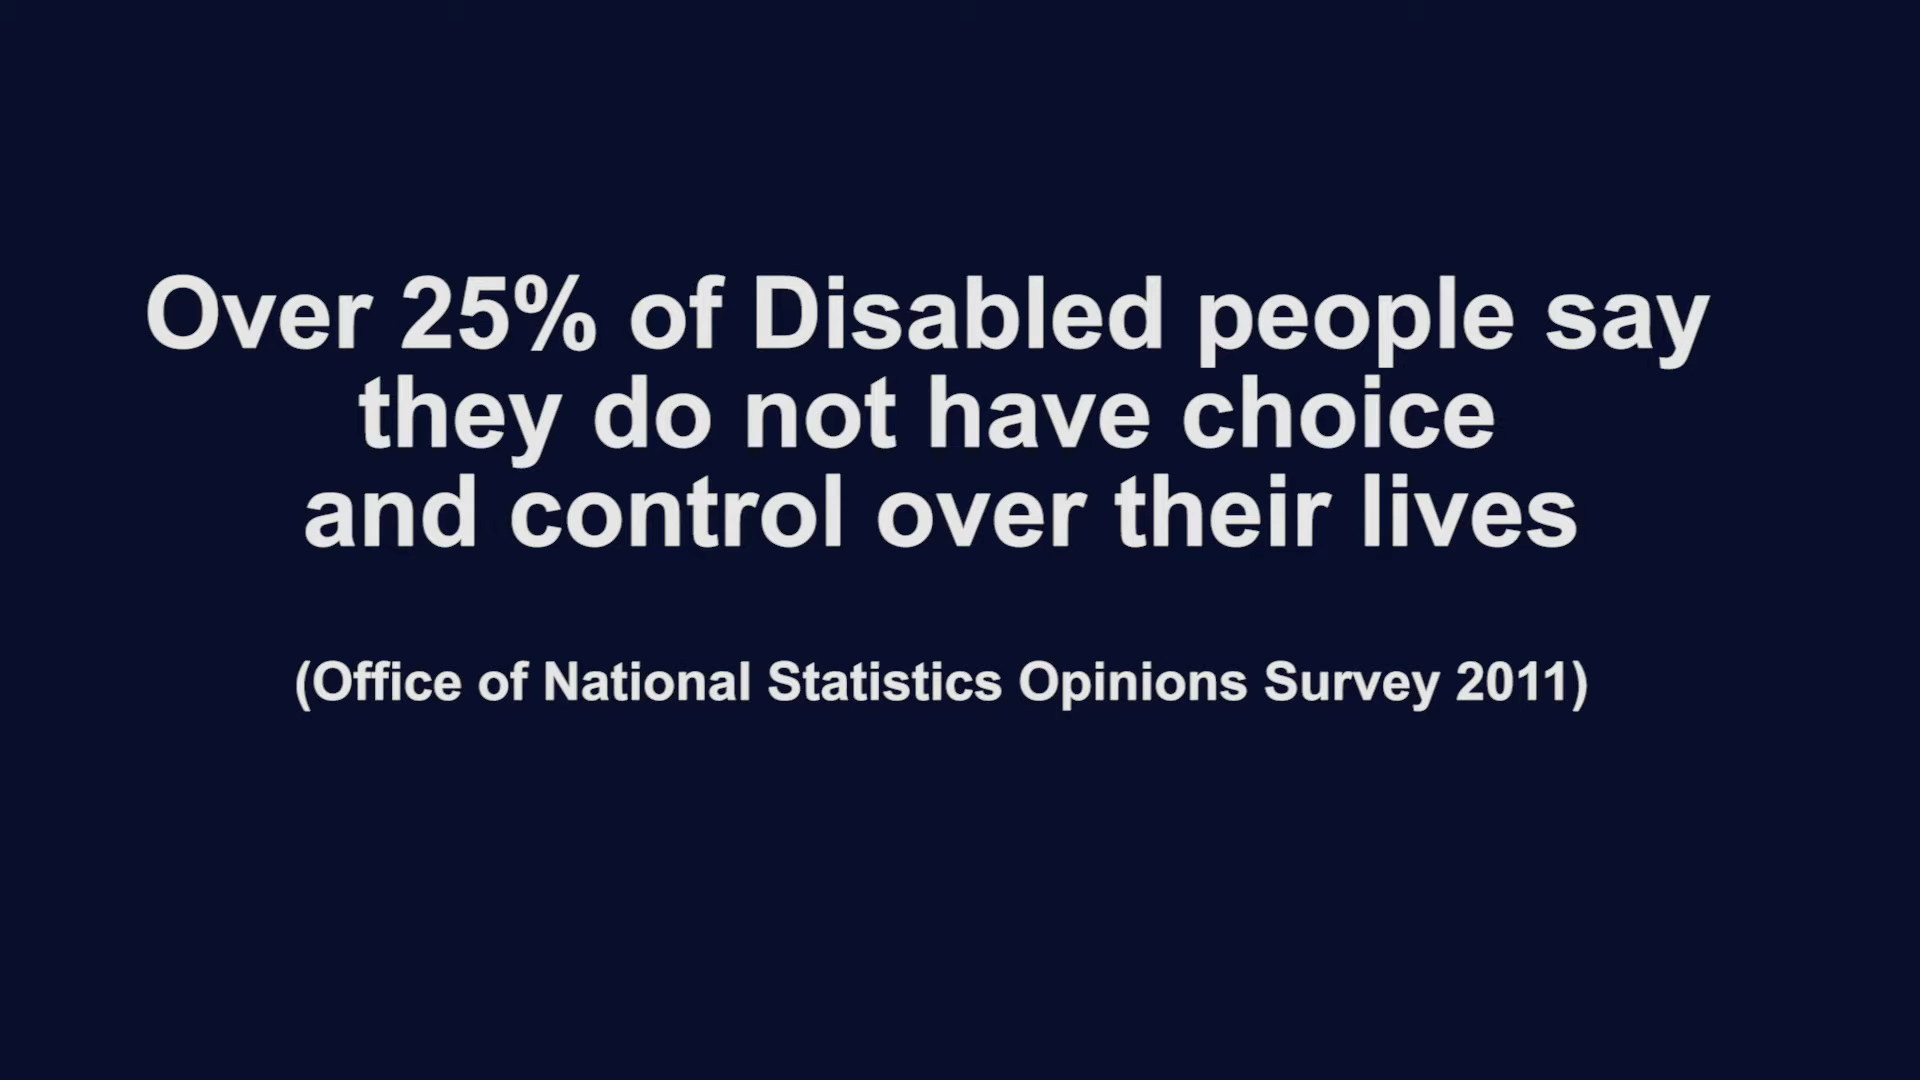 Over 25% of Disabled people say
they do not have choice
and control over their lives
(Office of National Statistics Opinions Survey 2011)